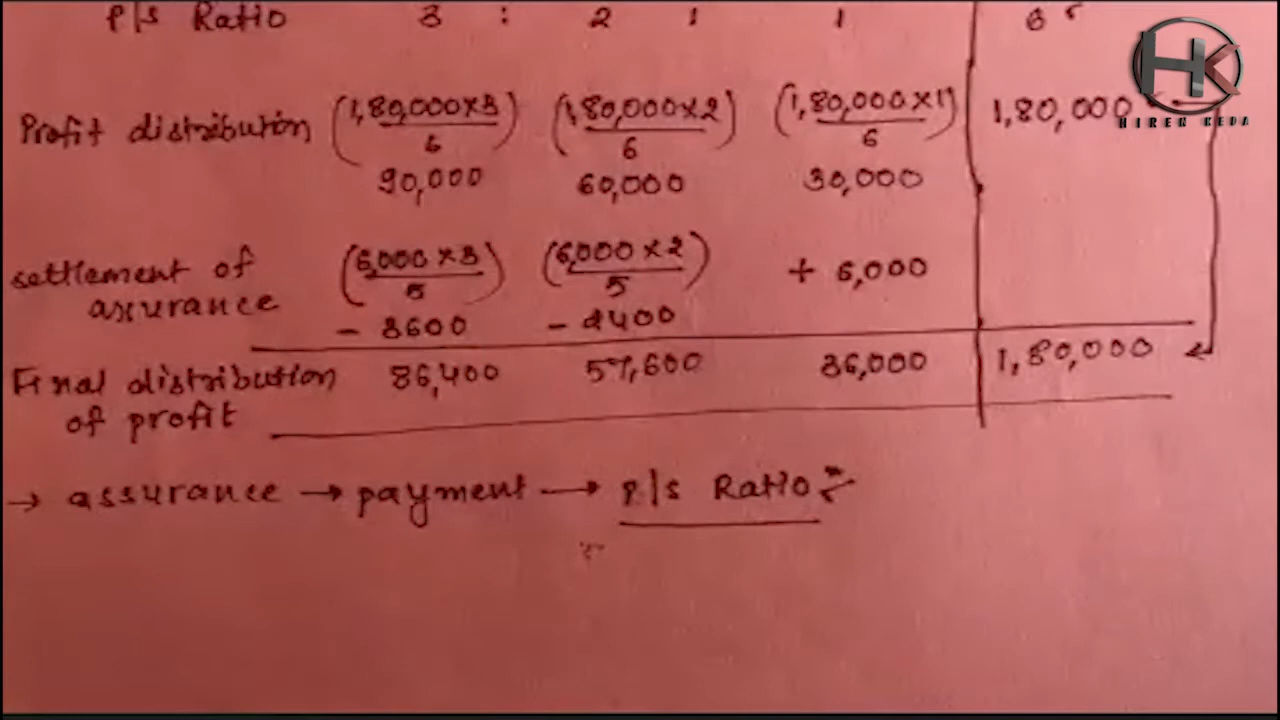 P/s Ratio 3 : 2 : 1 6
HK
HIREN KEDA
(1,80,000×3) (1,80,000×2) (1,80,000×1) 1,80,000
Profit distribution 6 6 6
90,000 60,000 30,000
(6,000×3) (6,000×2) + 6,000
settlement of 5 5
assurance
- 3600 - 2400
Final distribution 86,400 57,600 36,000 1,80,000
of profit
→ assurance → payment → P/s Ratio